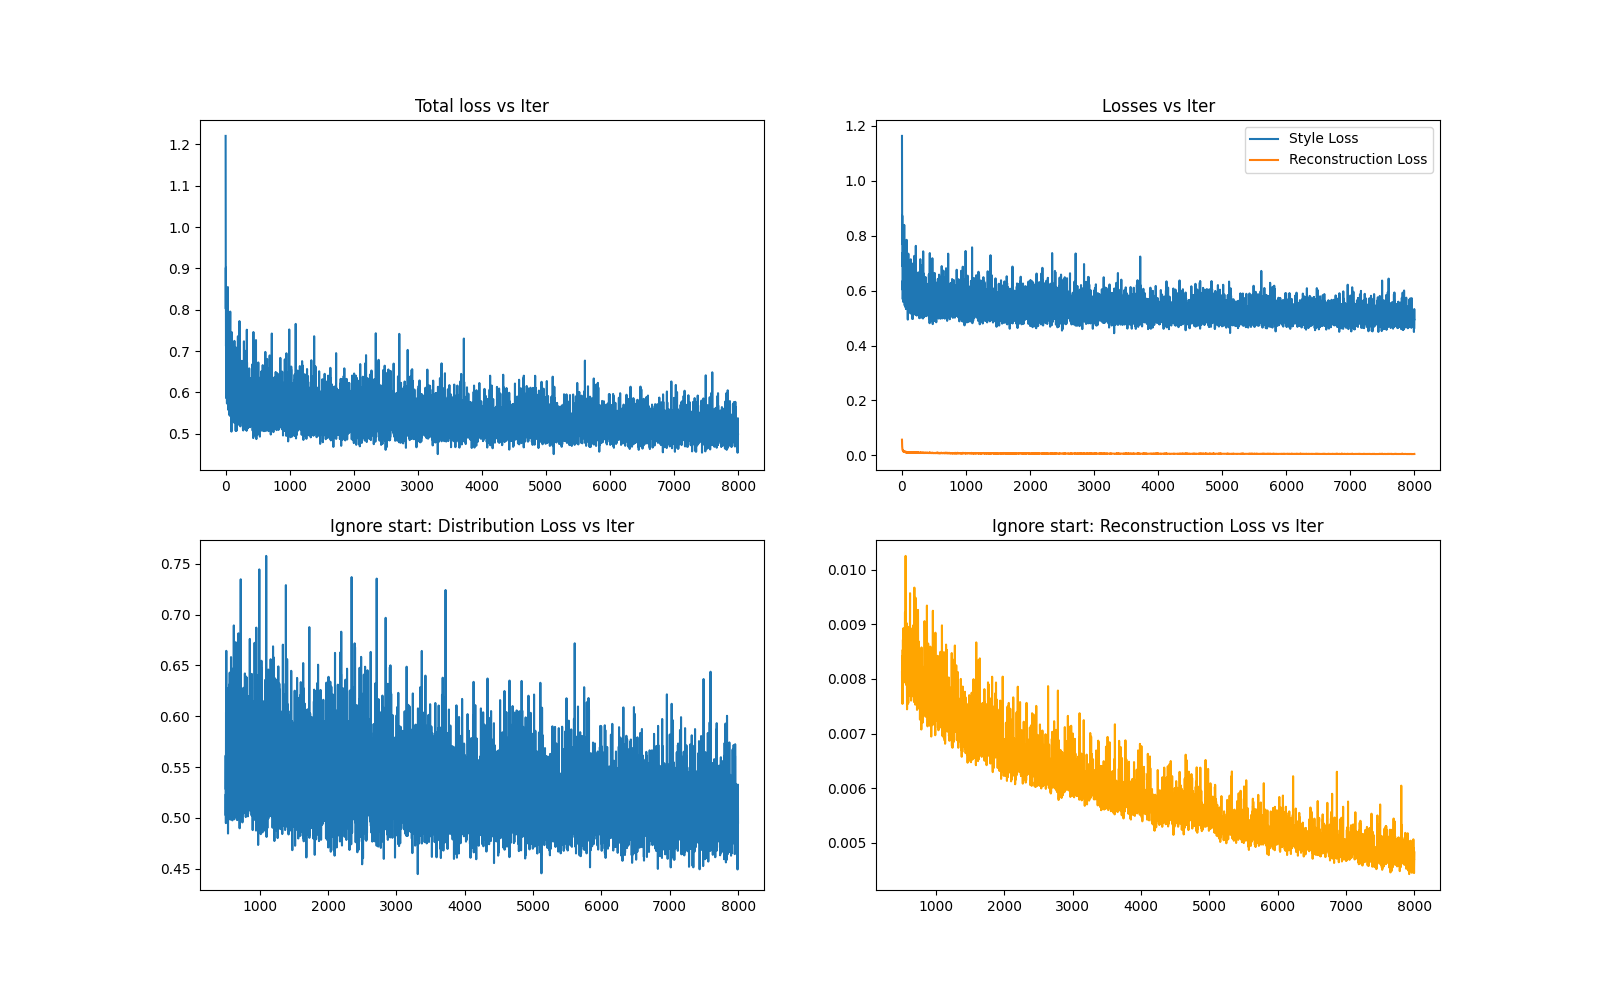 Total loss vs Iter
1.2
1.1
1.0
0.9
0.8
0.7
0.6
0.5
0 1000 2000 3000 4000 5000 6000 7000 8000
Losses vs Iter
1.2
1.0
0.8
0.6
0.4
0.2
0.0
Style Loss
Reconstruction Loss
0 1000 2000 3000 4000 5000 6000 7000 8000
Ignore start: Distribution Loss vs Iter
0.75
0.70
0.65
0.60
0.55
0.50
0.45
1000 2000 3000 4000 5000 6000 7000 8000
Ignore start: Reconstruction Loss vs Iter
0.010
0.009
0.008
0.007
0.006
0.005
1000 2000 3000 4000 5000 6000 7000 8000